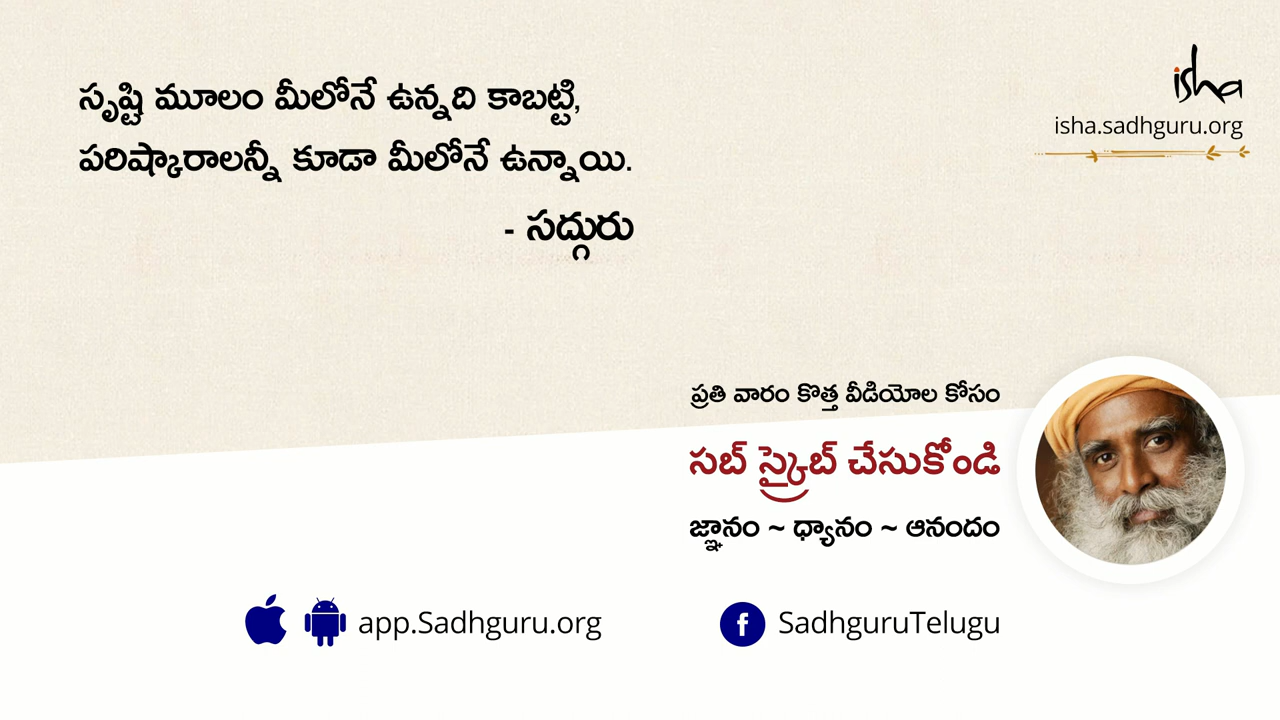 సృష్టి మూలం మీలోనే ఉన్నది కాబట్టి,
పరిష్కారాలన్నీ కూడా మీలోనే ఉన్నాయి.
- సద్గురు
isha
isha.sadhguru.org
ప్రతి వారం కొత్త వీడియోల కోసం
సబ్ స్క్రైబ్ చేసుకోండి
జ్ఞానం ~ ధ్యానం ~ ఆనందం
app.Sadhguru.org
SadhguruTelugu